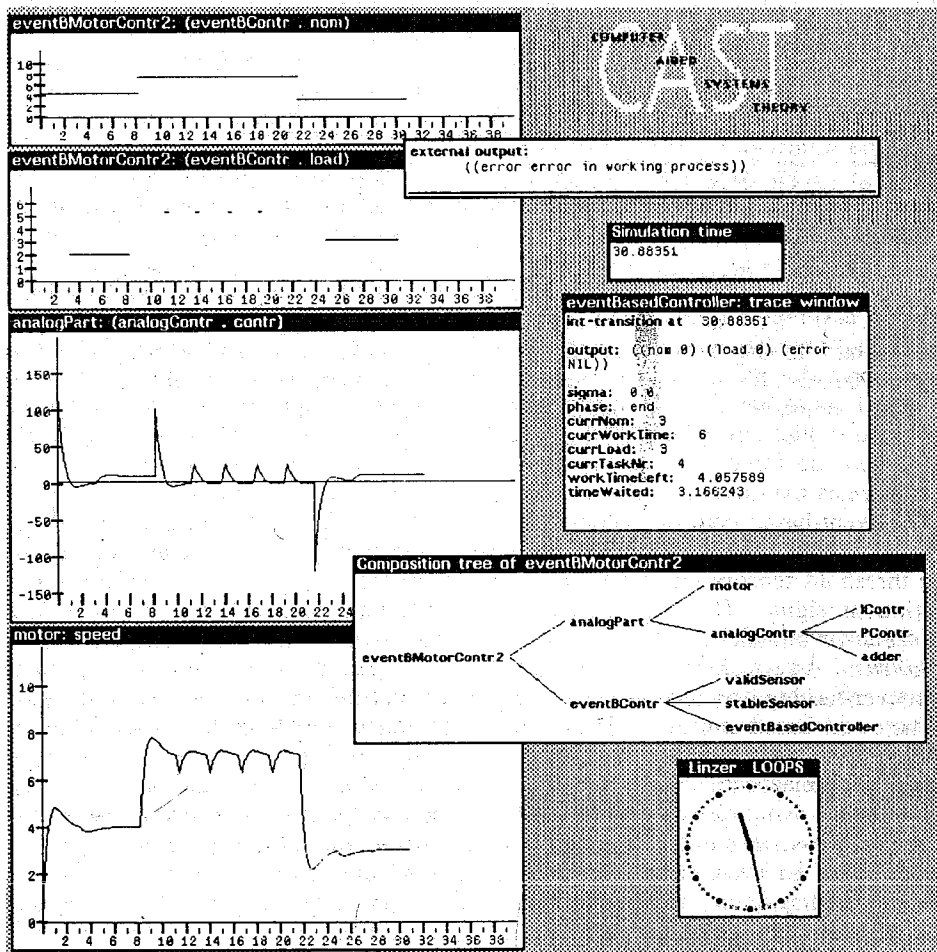 eventBMotorContr2: (eventBContr . nom)
10
8
6
4
2
0
2 4 6 8 10 12 14 16 18 20 22 24 26 28 30 32 34 36 38
eventBMotorContr2: (eventBContr . load)
6
5
4
3
2
1
0
2 4 6 8 10 12 14 16 18 20 22 24 26 28 30 32 34 36 38
analogPart: (analogContr . contr)
150
100
50
0
-50
-100
-150
2 4 6 8 10 12 14 16 18 20 22 24
motor: speed
10
8
6
4
2
0
2 4 6 8 10 12 14 16 18 20 22 24 26 28 30 32 34 36 38
CAST
COMPUTER
AIDED
SYSTEMS
THEORY
external output:
((error error in working process))
Simulation time
30.88351
eventBasedController: trace window
int-transition at 30.88351
output: ((nom 0) (load 0) (error
NIL))
sigma: 0.0
phase: end
currNom: 3
currWorkTime: 6
currLoad: 3
currTaskNr: 4
workTimeLeft: 4.057589
timeWaited: 3.166243
Composition tree of eventBMotorContr2
eventBMotorContr2
analogPart
motor
analogContr
IContr
PContr
adder
eventBContr
validSensor
stableSensor
eventBasedController
Linzer LOOPS